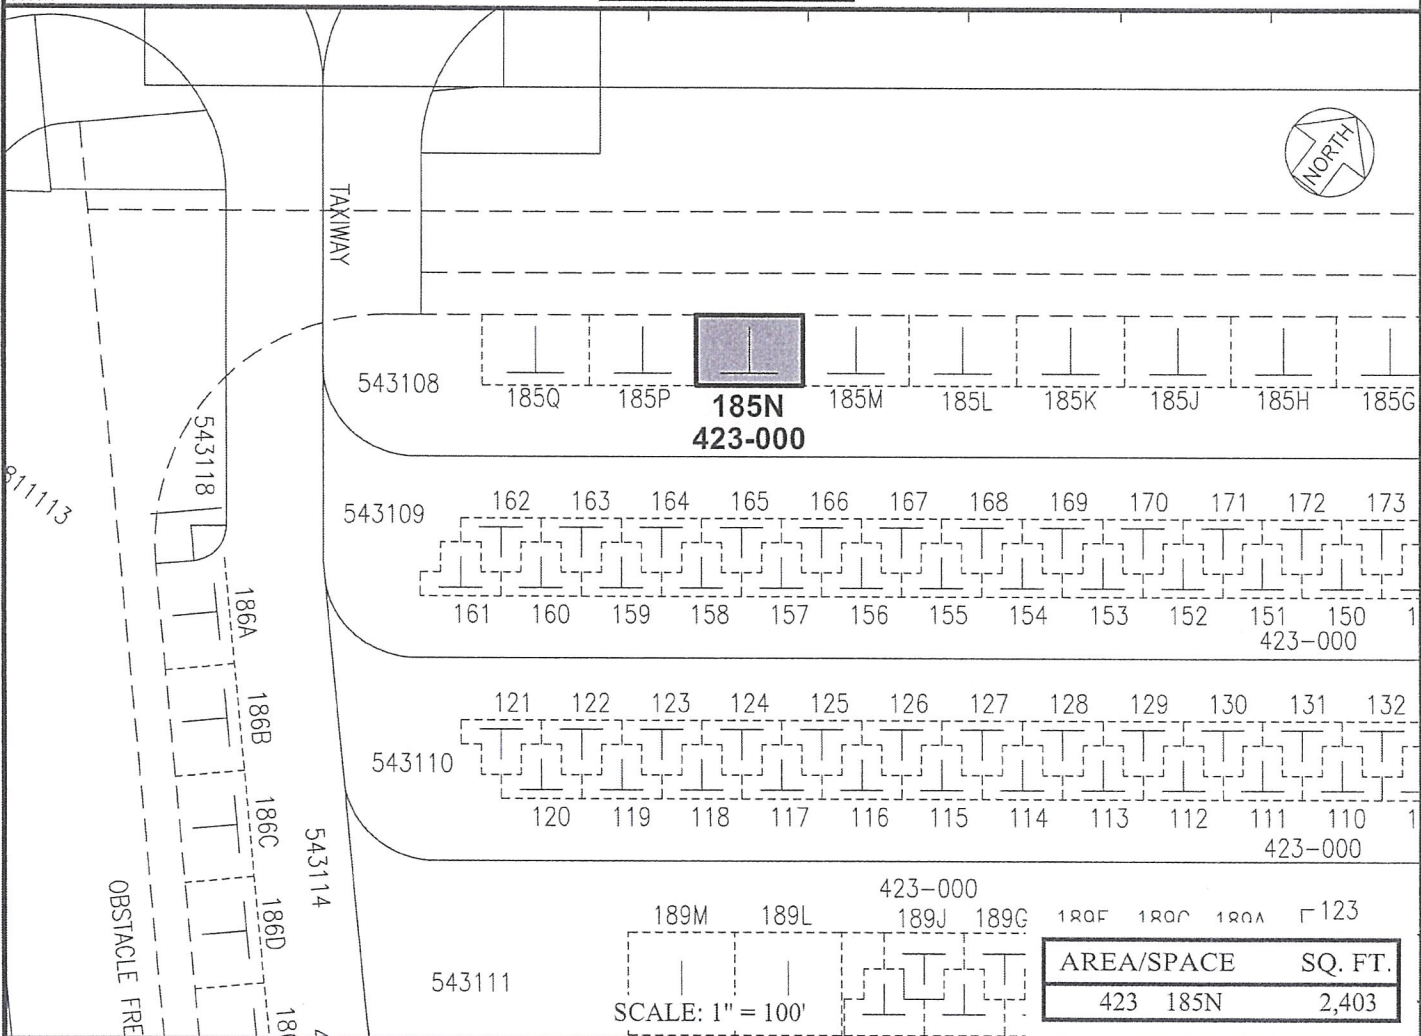 NORTH
TAXIWAY
543108
185Q 185P 185N 185M 185L 185K 185J 185H 185G
423-000
543118
811113
543109
162 163 164 165 166 167 168 169 170 171 172 173
161 160 159 158 157 156 155 154 153 152 151 150
423-000
186A
186B
186C
186D
543114
OBSTACLE FRE
543110
121 122 123 124 125 126 127 128 129 130 131 132
120 119 118 117 116 115 114 113 112 111 110
423-000
423-000
189M 189L 189J 189G 123
543111
SCALE: 1" = 100'
AREA/SPACE SQ. FT.
423 185N 2,403